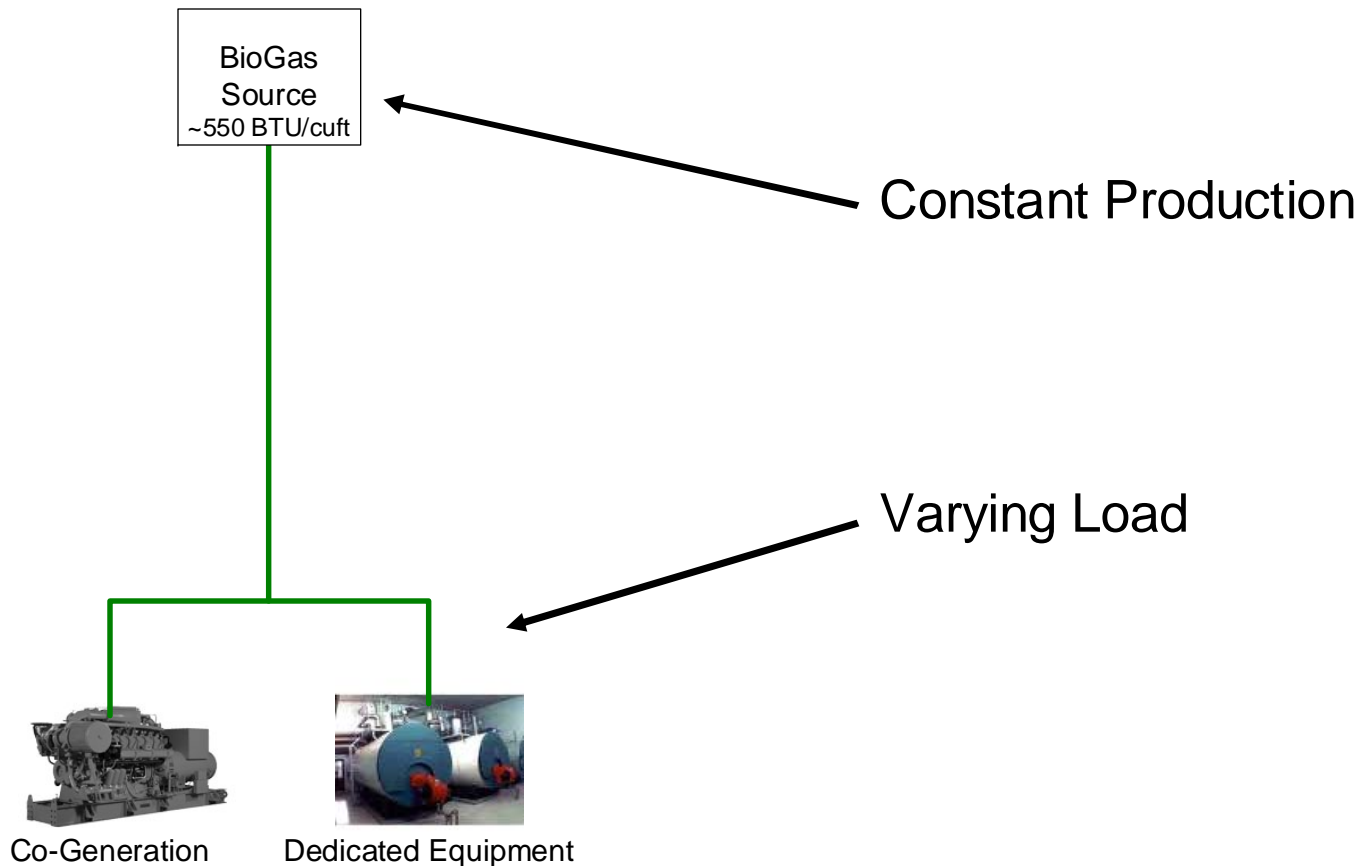 BioGas
Source
~550 BTU/cuft
Constant Production
Varying Load
Co-Generation
Dedicated Equipment